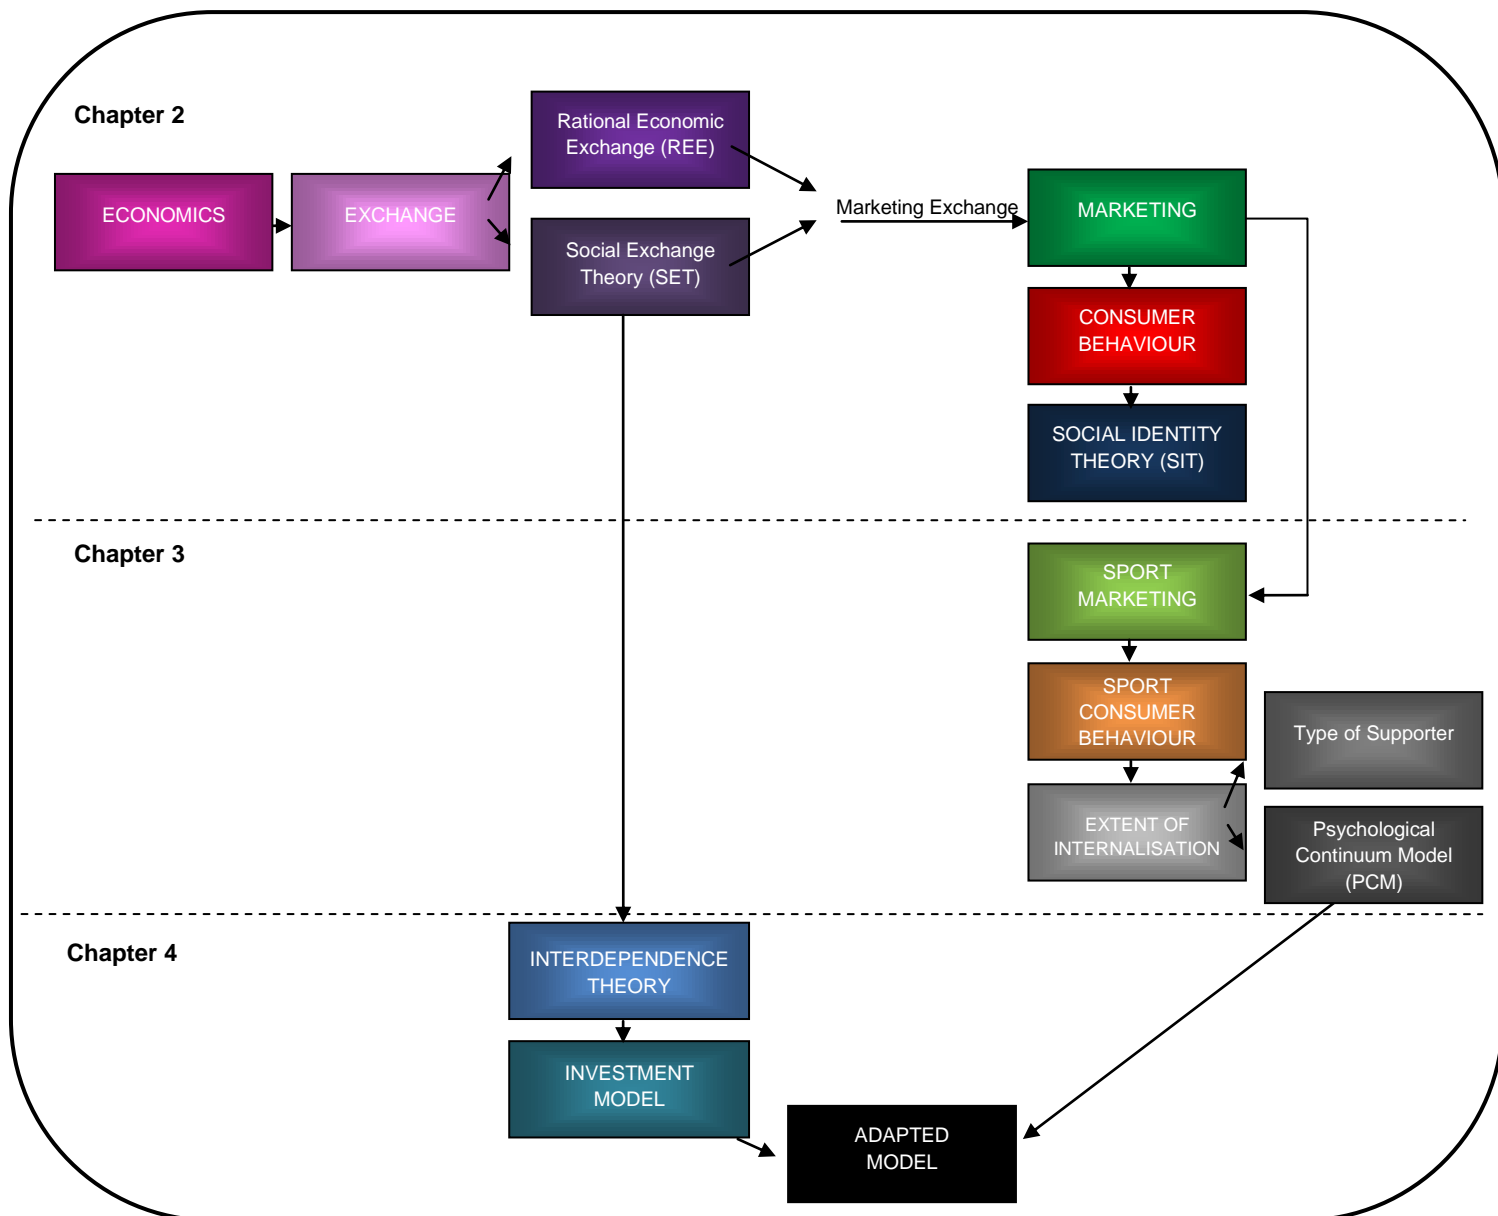 Chapter 2
ECONOMICS
EXCHANGE
Rational Economic
Exchange (REE)
Social Exchange
Theory (SET)
Marketing Exchange
MARKETING
CONSUMER
BEHAVIOUR
SOCIAL IDENTITY
THEORY (SIT)
Chapter 3
SPORT
MARKETING
SPORT
CONSUMER
BEHAVIOUR
Type of Supporter
EXTENT OF
INTERNALISATION
Psychological
Continuum Model
(PCM)
Chapter 4
INTERDEPENDENCE
THEORY
INVESTMENT
MODEL
ADAPTED
MODEL